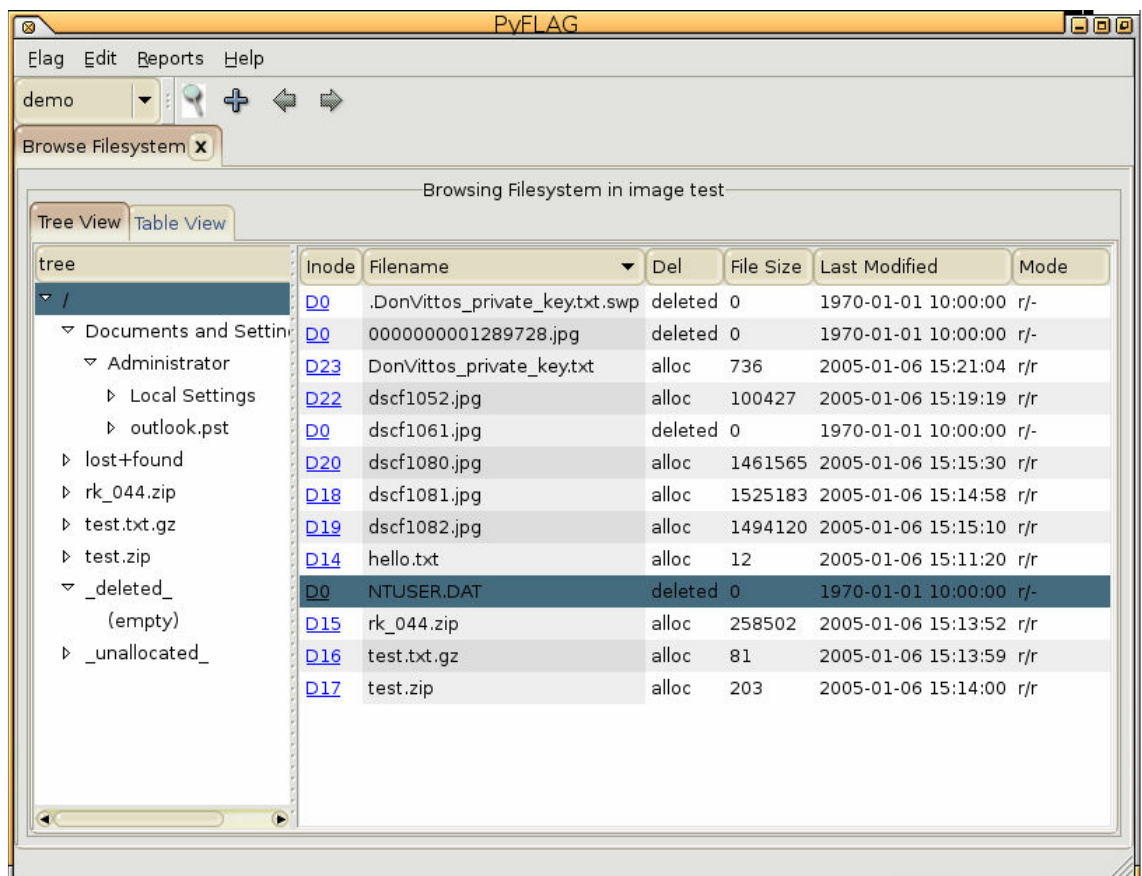 PyFLAG
Flag Edit Reports Help
demo
Browse Filesystem x
Browsing Filesystem in image test
Tree View Table View
tree
/
Documents and Settin
Administrator
Local Settings
outlook.pst
lost+found
rk_044.zip
test.txt.gz
test.zip
_deleted_
(empty)
_unallocated_
Inode Filename Del File Size Last Modified Mode
D0 .DonVittos_private_key.txt.swp deleted 0 1970-01-01 10:00:00 r/-
D0 0000000001289728.jpg deleted 0 1970-01-01 10:00:00 r/-
D23 DonVittos_private_key.txt alloc 736 2005-01-06 15:21:04 r/r
D22 dscf1052.jpg alloc 100427 2005-01-06 15:19:19 r/r
D0 dscf1061.jpg deleted 0 1970-01-01 10:00:00 r/-
D20 dscf1080.jpg alloc 1461565 2005-01-06 15:15:30 r/r
D18 dscf1081.jpg alloc 1525183 2005-01-06 15:14:58 r/r
D19 dscf1082.jpg alloc 1494120 2005-01-06 15:15:10 r/r
D14 hello.txt alloc 12 2005-01-06 15:11:20 r/r
D0 NTUSER.DAT deleted 0 1970-01-01 10:00:00 r/-
D15 rk_044.zip alloc 258502 2005-01-06 15:13:52 r/r
D16 test.txt.gz alloc 81 2005-01-06 15:13:59 r/r
D17 test.zip alloc 203 2005-01-06 15:14:00 r/r